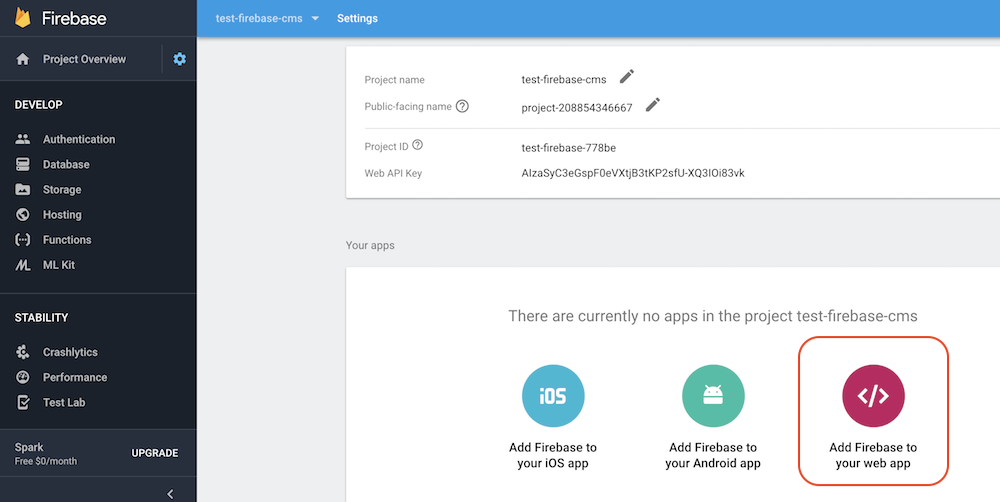 Firebase
test-firebase-cms
Settings
Project Overview
DEVELOP
Authentication
Database
Storage
Hosting
Functions
ML Kit
STABILITY
Crashlytics
Performance
Test Lab
Spark
Free $0/month
UPGRADE
Project name
test-firebase-cms
Public-facing name
project-208854346667
Project ID
test-firebase-778be
Web API Key
AIzaSyC3eGspF0eVXtjB3tKP2sfU-XQ3IOi83vk
Your apps
There are currently no apps in the project test-firebase-cms
iOS
Add Firebase to
your iOS app
Add Firebase to
your Android app
</>
Add Firebase to
your web app